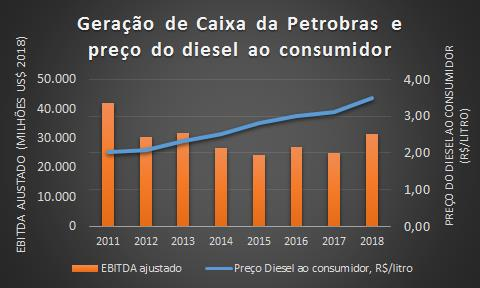 Geração de Caixa da Petrobras e
preço do diesel ao consumidor
EBITDA AJUSTADO (MILHÕES US$ 2018)
50.000
40.000
30.000
20.000
10.000
0
4,00
3,00
2,00
1,00
0,00
PREÇO DO DIESEL AO CONSUMIDOR
(R$/LITRO)
2011 2012 2013 2014 2015 2016 2017 2018
EBITDA ajustado Preço Diesel ao consumidor, R$/litro